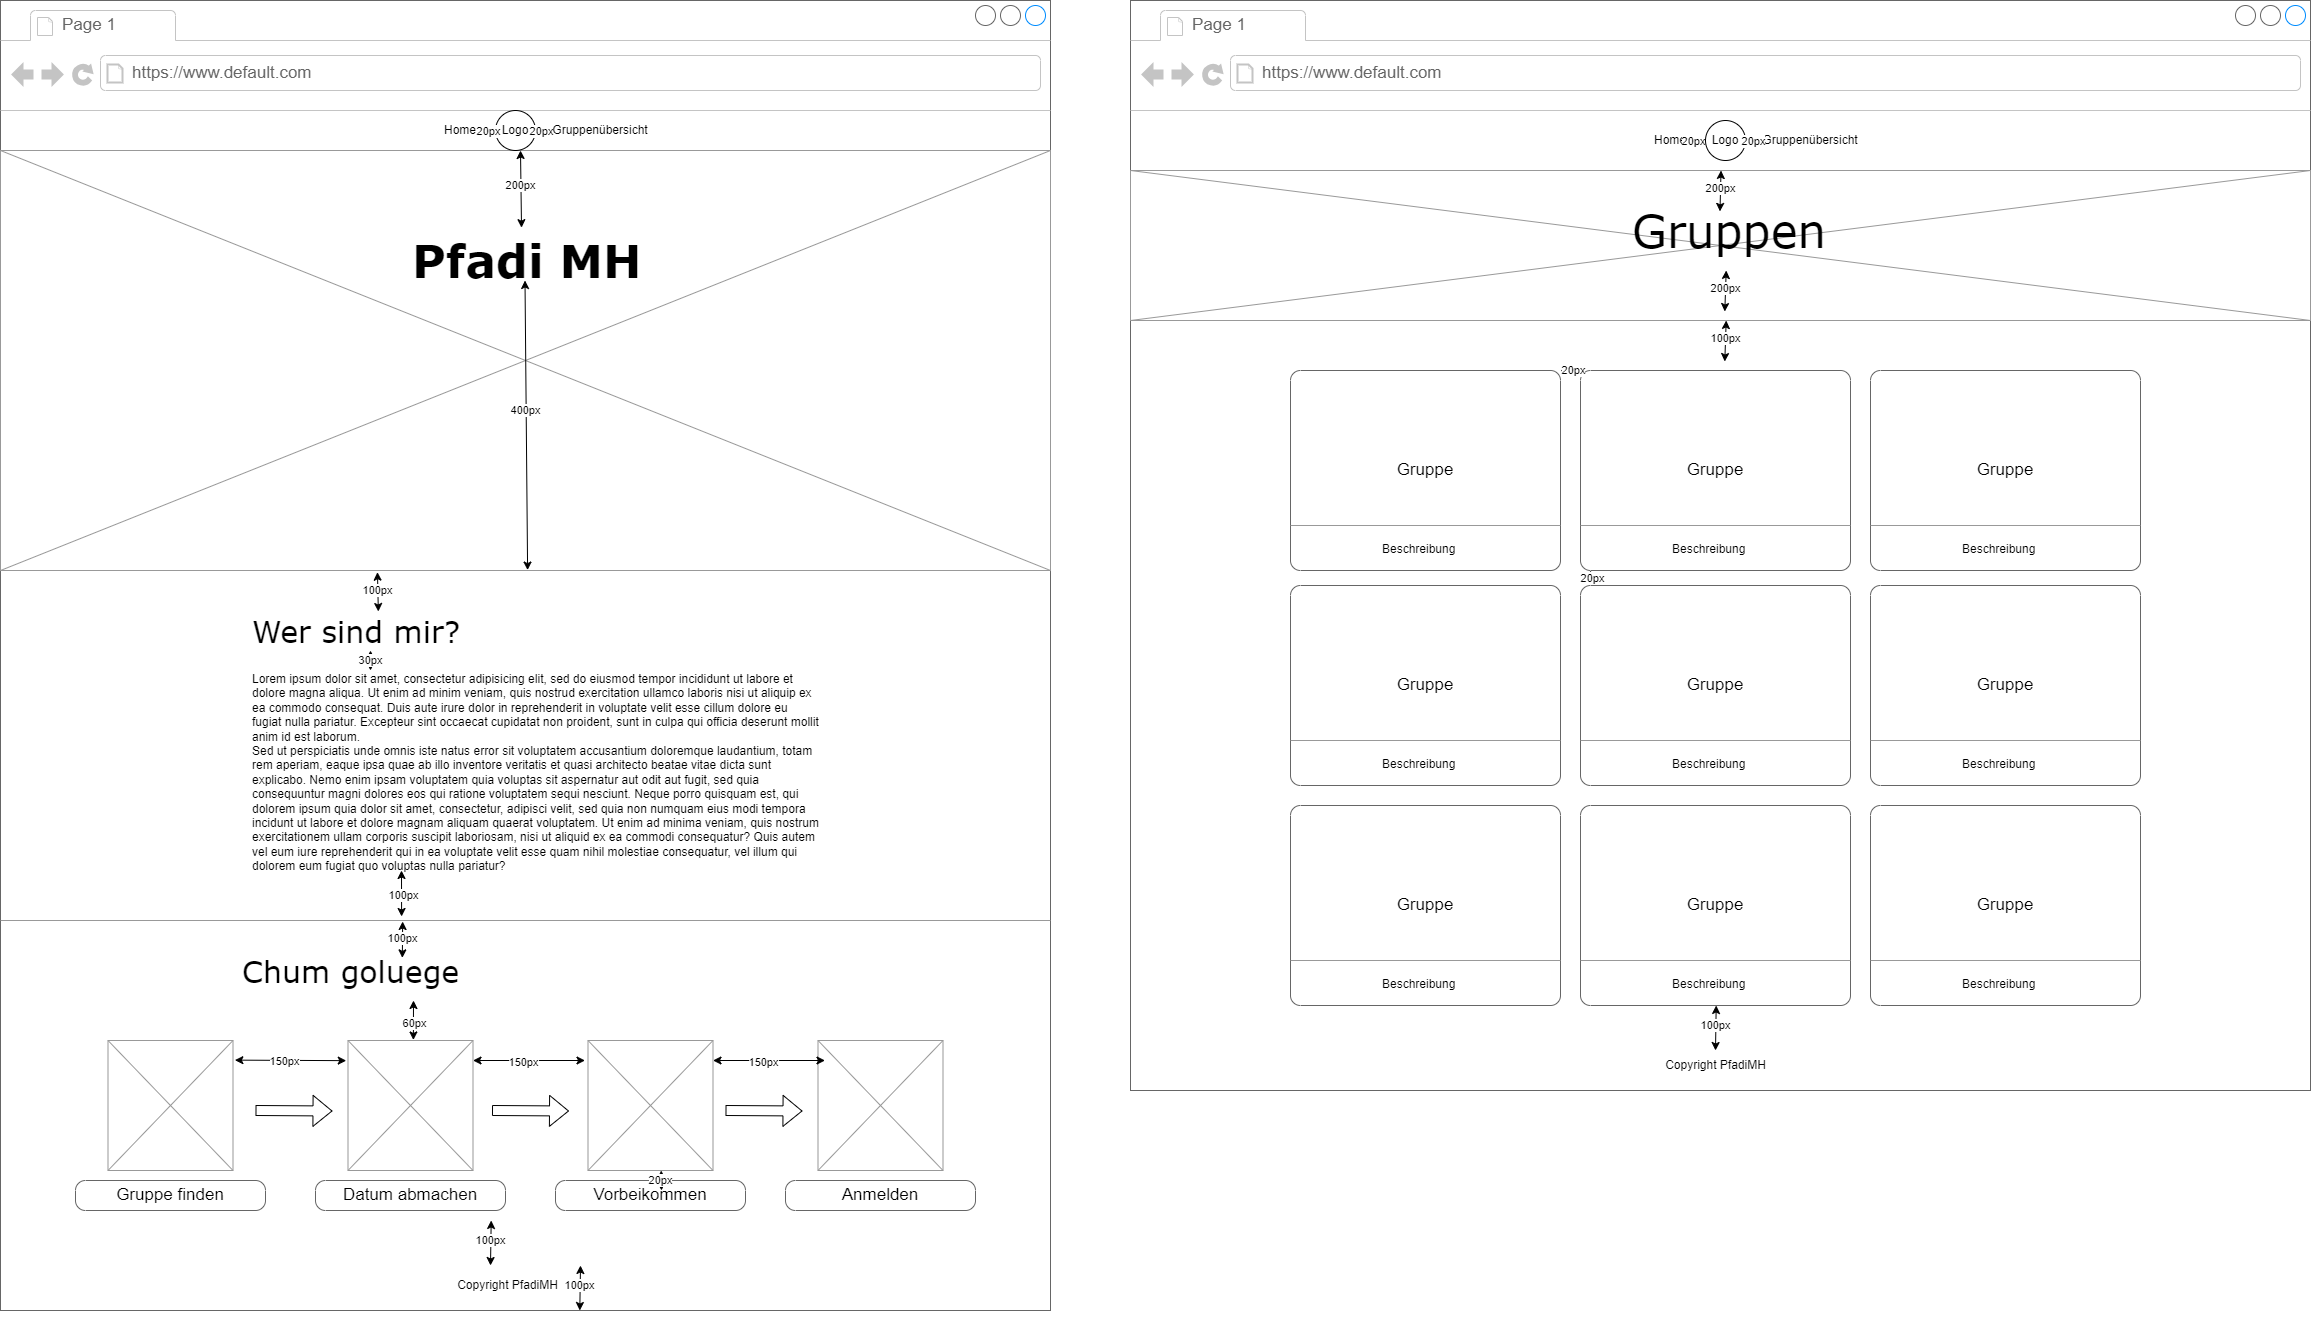 Page 1
https://www.default.com
Home 20px Logo 20px Gruppenübersicht
200px
Pfadi MH
400px
100px
Wer sind mir?
30px
Lorem ipsum dolor sit amet, consectetur adipisicing elit, sed do eiusmod tempor incididunt ut labore et
dolore magna aliqua. Ut enim ad minim veniam, quis nostrud exercitation ullamco laboris nisi ut aliquip ex
ea commodo consequat. Duis aute irure dolor in reprehenderit in voluptate velit esse cillum dolore eu
fugiat nulla pariatur. Excepteur sint occaecat cupidatat non proident, sunt in culpa qui officia deserunt mollit
anim id est laborum.
Sed ut perspiciatis unde omnis iste natus error sit voluptatem accusantium doloremque laudantium, totam
rem aperiam, eaque ipsa quae ab illo inventore veritatis et quasi architecto beatae vitae dicta sunt
explicabo. Nemo enim ipsam voluptatem quia voluptas sit aspernatur aut odit aut fugit, sed quia
consequuntur magni dolores eos qui ratione voluptatem sequi nesciunt. Neque porro quisquam est, qui
dolorem ipsum quia dolor sit amet, consectetur, adipisci velit, sed quia non numquam eius modi tempora
incidunt ut labore et dolore magnam aliquam quaerat voluptatem. Ut enim ad minima veniam, quis nostrum
exercitationem ullam corporis suscipit laboriosam, nisi ut aliquid ex ea commodi consequatur? Quis autem
vel eum iure reprehenderit qui in ea voluptate velit esse quam nihil molestiae consequatur, vel illum qui
dolorem eum fugiat quo voluptas nulla pariatur?
100px
100px
Chum goluege
60px
150px 150px 150px
20px
Gruppe finden Datum abmachen Vorbeikommen Anmelden
100px
Copyright PfadiMH 100px
Page 1
https://www.default.com
Home 20px Logo 20px Gruppenübersicht
200px
Gruppen
200px
100px
20px
Gruppe Gruppe Gruppe
Beschreibung Beschreibung Beschreibung
20px
Gruppe Gruppe Gruppe
Beschreibung Beschreibung Beschreibung
Gruppe Gruppe Gruppe
Beschreibung Beschreibung Beschreibung
100px
Copyright PfadiMH